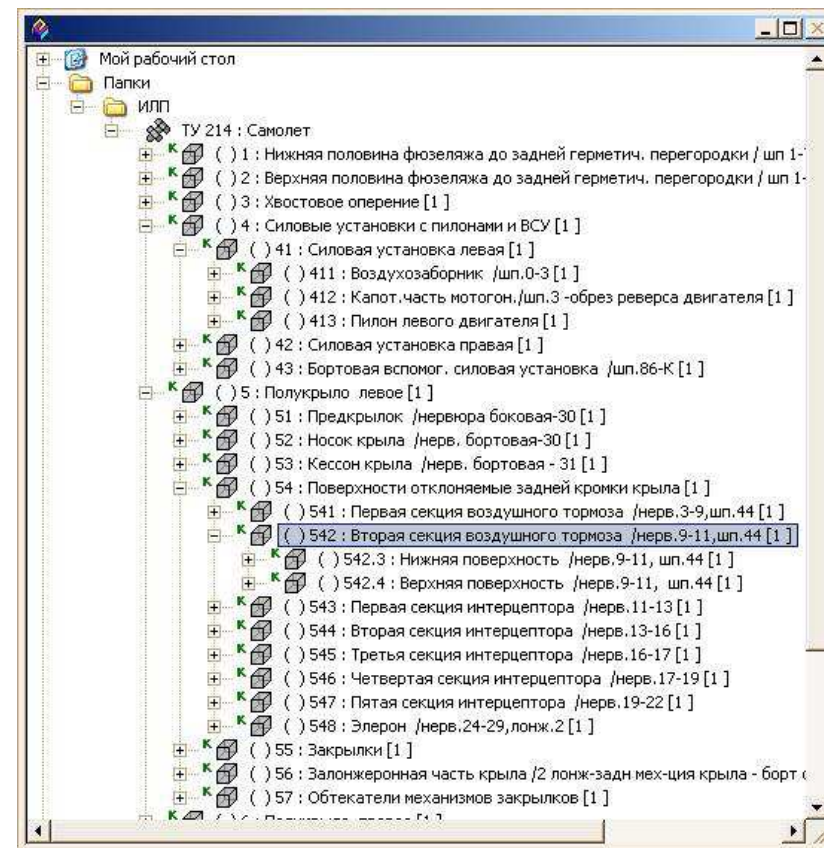 Мой рабочий стол
Папки
ИЛП
ТУ 214 : Самолет
К ( ) 1 : Нижняя половина фюзеляжа до задней герметич. перегородки / шп 1-
К ( ) 2 : Верхняя половина фюзеляжа до задней герметич. перегородки / шп 1-
К ( ) 3 : Хвостовое оперение [1 ]
К ( ) 4 : Силовые установки с пилонами и ВСУ [1 ]
К ( ) 41 : Силовая установка левая [1 ]
К ( ) 411 : Воздухозаборник /шп.0-3 [1 ]
К ( ) 412 : Капот.часть мотогон./шп.3 -обрез реверса двигателя [1 ]
К ( ) 413 : Пилон левого двигателя [1 ]
К ( ) 42 : Силовая установка правая [1 ]
К ( ) 43 : Бортовая вспомог. силовая установка /шп.86-К [1 ]
К ( ) 5 : Полукрыло левое [1 ]
К ( ) 51 : Предкрылок /нервюра боковая-30 [1 ]
К ( ) 52 : Носок крыла /нерв. бортовая-30 [1 ]
К ( ) 53 : Кессон крыла /нерв. бортовая - 31 [1 ]
К ( ) 54 : Поверхности отклоняемые задней кромки крыла [1 ]
К ( ) 541 : Первая секция воздушного тормоза /нерв.3-9,шп.44 [1 ]
К ( ) 542 : Вторая секция воздушного тормоза /нерв.9-11,шп.44 [1 ]
К ( ) 542.3 : Нижняя поверхность /нерв.9-11, шп.44 [1 ]
К ( ) 542.4 : Верхняя поверхность /нерв.9-11, шп.44 [1 ]
К ( ) 543 : Первая секция интерцептора /нерв.11-13 [1 ]
К ( ) 544 : Вторая секция интерцептора /нерв.13-16 [1 ]
К ( ) 545 : Третья секция интерцептора /нерв.16-17 [1 ]
К ( ) 546 : Четвертая секция интерцептора /нерв.17-19 [1 ]
К ( ) 547 : Пятая секция интерцептора /нерв.19-22 [1 ]
К ( ) 548 : Элерон /нерв.24-29,лонж.2 [1 ]
К ( ) 55 : Закрылки [1 ]
К ( ) 56 : Залонжеронная часть крыла /2 лонж-задн мех-ция крыла - борт
К ( ) 57 : Обтекатели механизмов закрылков [1 ]